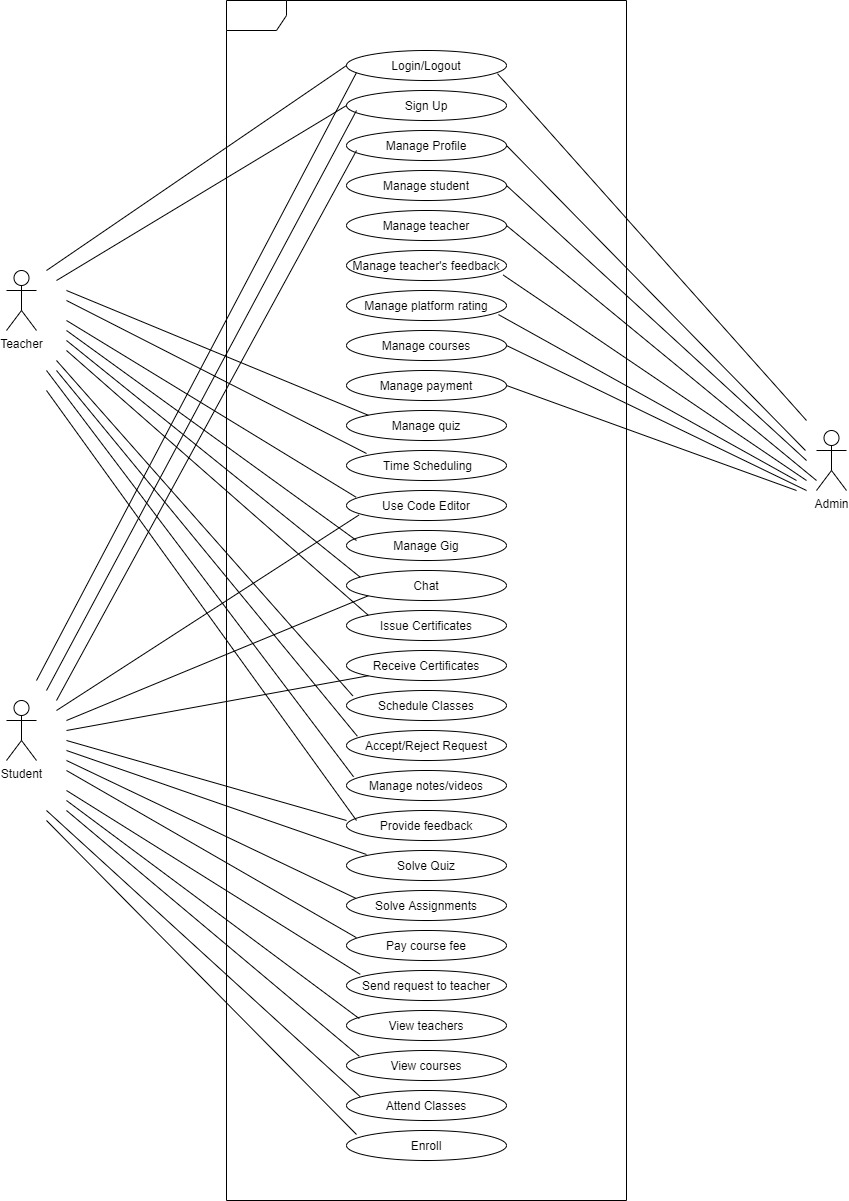 Login/Logout
Sign Up
Manage Profile
Manage student
Manage teacher
Manage teacher's feedback
Manage platform rating
Teacher
Manage courses
Manage payment
Manage quiz
Time Scheduling
Admin
Use Code Editor
Manage Gig
Chat
Issue Certificates
Receive Certificates
Schedule Classes
Accept/Reject Request
Student
Manage notes/videos
Provide feedback
Solve Quiz
Solve Assignments
Pay course fee
Send request to teacher
View teachers
View courses
Attend Classes
Enroll